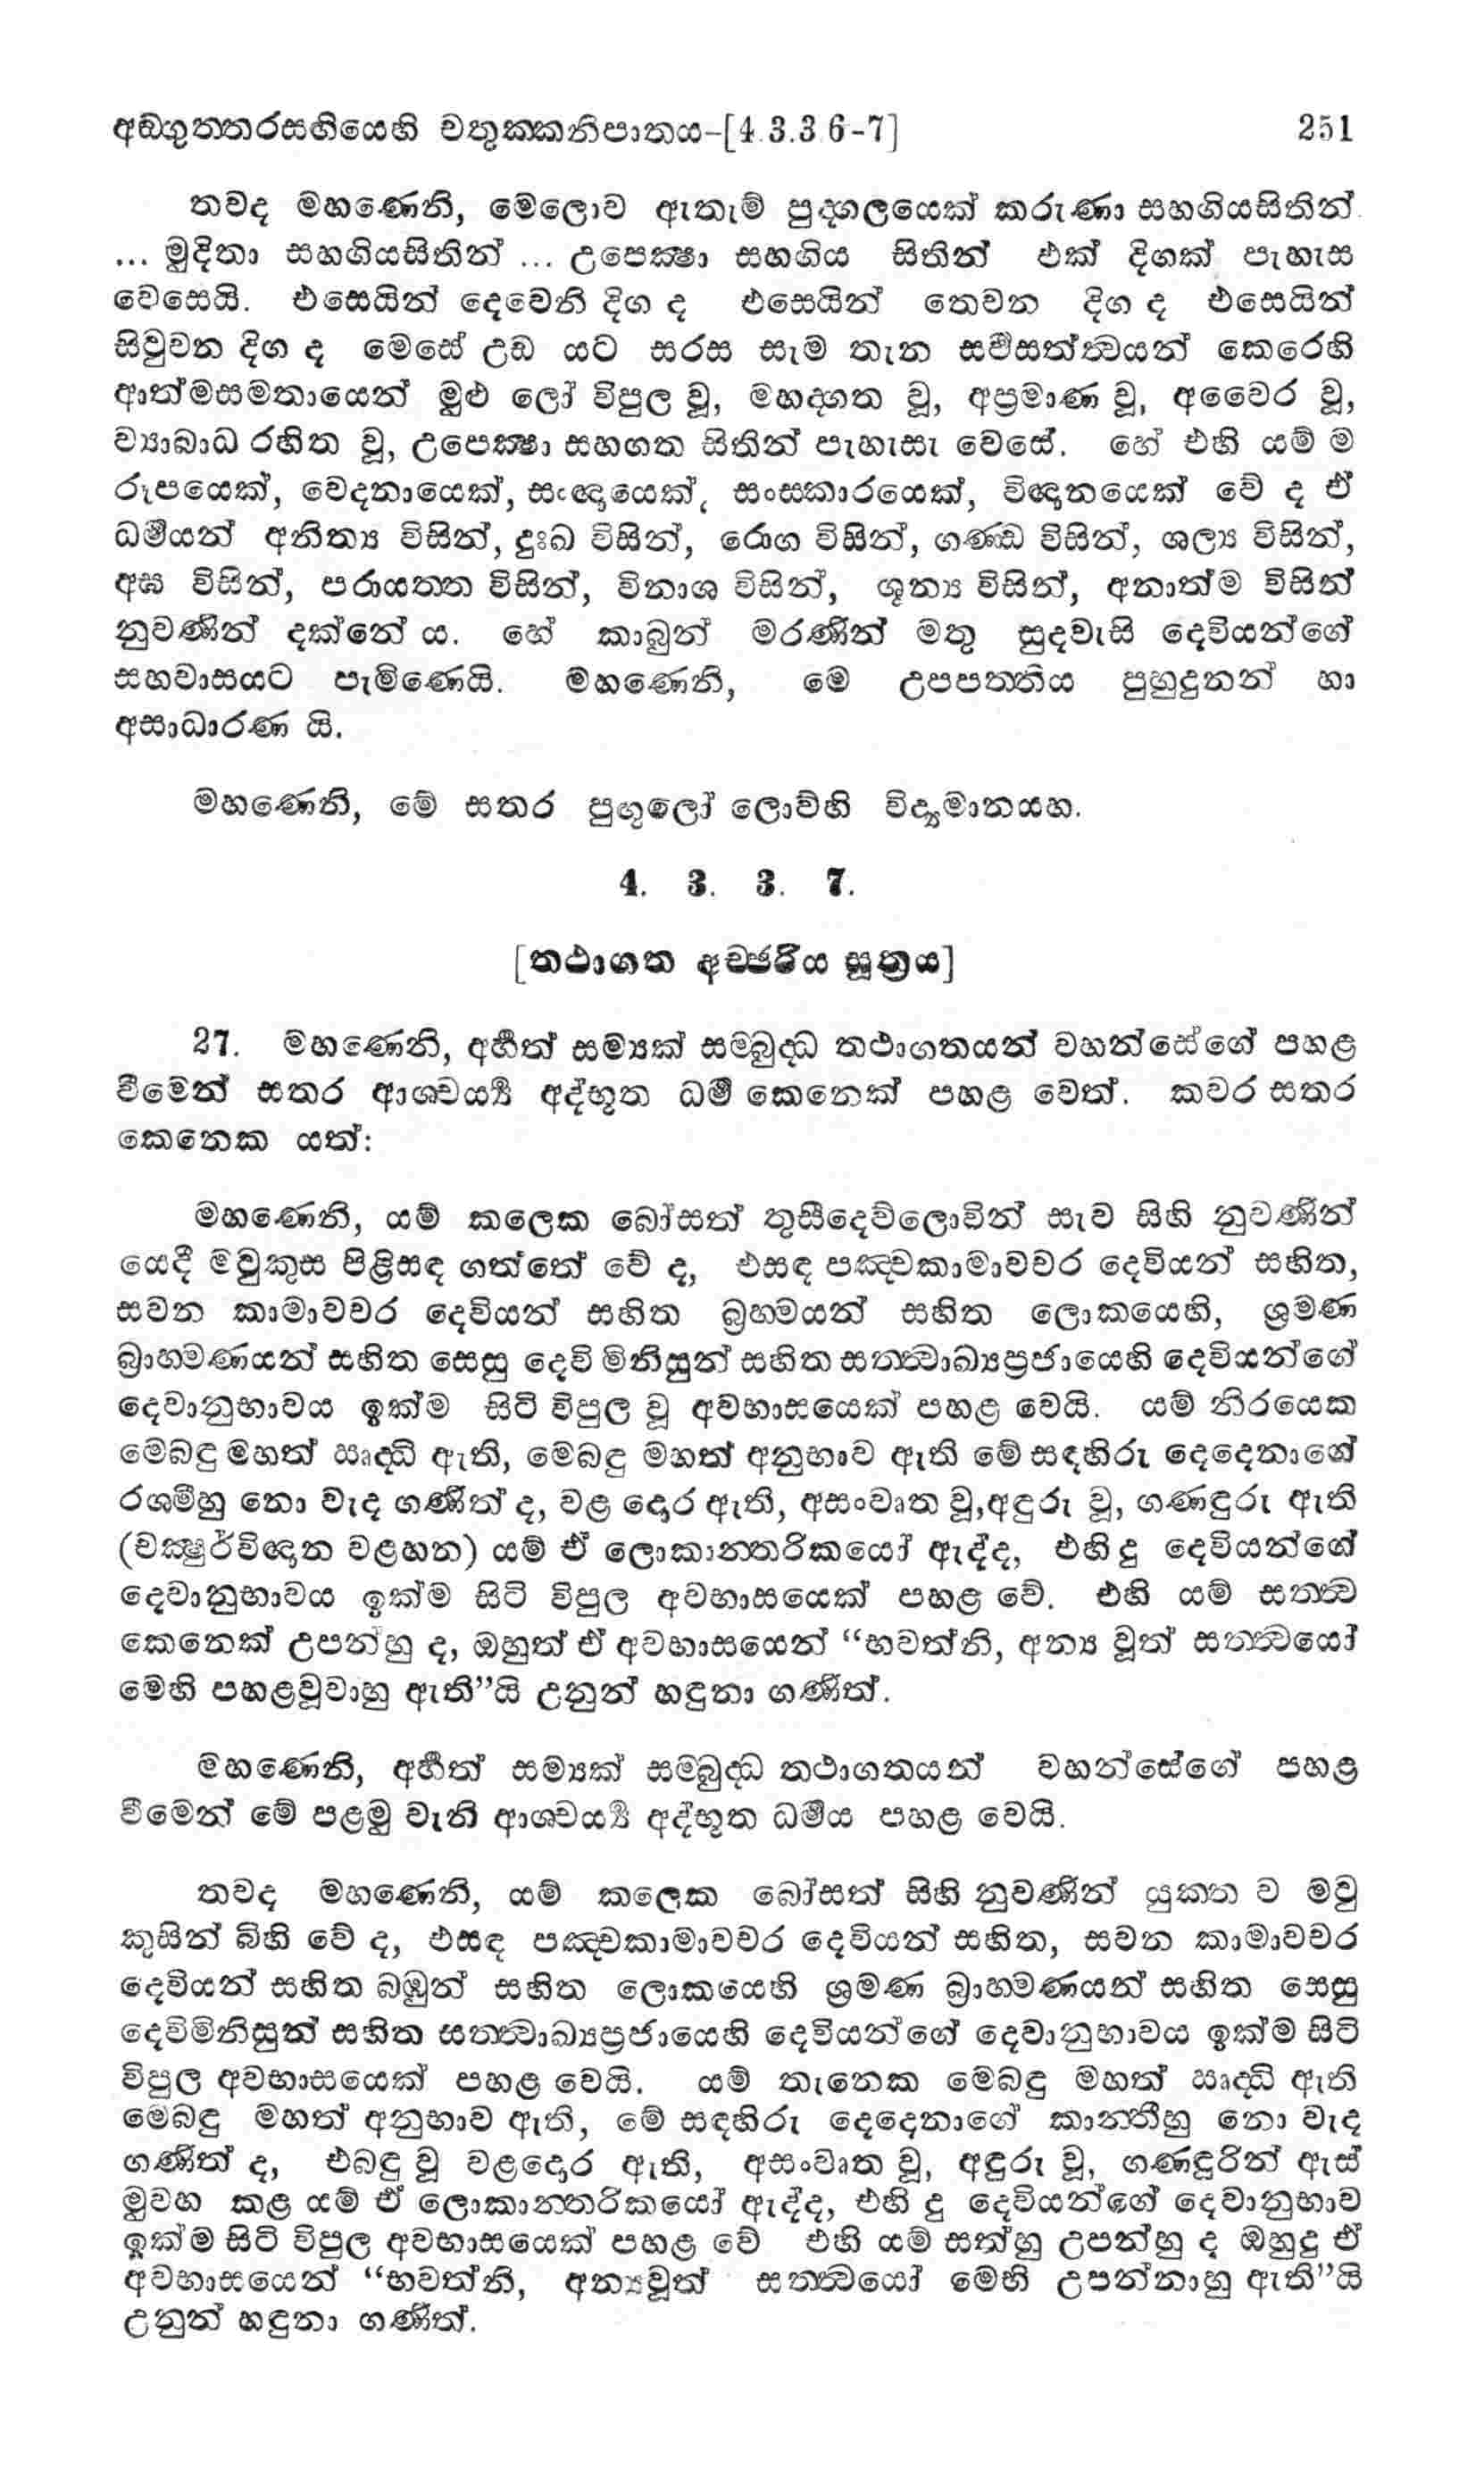 අඞ්ගුත්තරසඟියෙහි චතුක්කනිපාතය-[4.3.3.6-7] 251
තවද මහණෙනි, මෙලොව ඇතැම් පුද්ගලයෙක් කරුණා සහගියසිතින්
... මුදිතා සහගියසිතින් ... උපෙක්ෂා සහගිය සිතින් එක් දිගක් පැහැස
වෙසෙයි. එසෙයින් දෙවෙනි දිග ද එසෙයින් තෙවන දිග ද එසෙයින්
සිවුවන දිග ද මෙසේ උඩ යට සරස සැම තැන සර්වසත්ත්වයන් කෙරෙහි
ආත්මසමතායෙන් මුළු ලෝ විපුල වූ, මහද්ගත වූ, අප්‍රමාණ වූ, අවෛර වූ,
ව්‍යාබාධ රහිත වූ, උපෙක්ෂා සහගත සිතින් පැහැසැ වෙසේ. හේ එහි යම් ම
රූපයෙක්, වෙදනායෙක්, සංඥායෙක්, සංස්කාරයෙක්, විඥානයෙක් වේ ද ඒ
ධර්මයන් අනිත්‍ය විසින්, දුඃඛ විසින්, රොග විසින්, ගණ්ඩ විසින්, ශල්‍ය විසින්,
අඝ විසින්, පරායත්ත විසින්, විනාශ විසින්, ශූන්‍ය විසින්, අනාත්ම විසින්
නුවණින් දක්නේ ය. හේ කාබුන් මරණින් මතු සුදවැසි දෙවියන්ගේ
සහවාසයට පැමිණෙයි. මහණෙනි, මෙ උපපත්තිය පුහුදුනන් හා
අසාධාරණ යි.
මහණෙනි, මේ සතර පුඟුලෝ ලොව්හි විද්‍යමානයහ.
4. 3. 3. 7.
[තථාගත අච්ඡරිය සූත්‍රය]
27. මහණෙනි, අර්හත් සම්‍යක් සම්බුද්ධ තථාගතයන් වහන්සේගේ පහළ
වීමෙන් සතර ආශ්චර්ය්‍ය අද්භූත ධර්ම කෙනෙක් පහළ වෙත්. කවර සතර
කෙනෙක යත්:
මහණෙනි, යම් කලෙක බෝසත් තුසීදෙව්ලොවින් සැව සිහි නුවණින්
යෙදී මවුකුස පිළිසඳ ගත්තේ වේ ද, එසඳ පඤ්චකාමාවචර දෙවියන් සහිත,
සවන කාමාවචර දෙවියන් සහිත බ්‍රහ්මයන් සහිත ලොකයෙහි, ශ්‍රමණ
බ්‍රාහ්මණයන් සහිත සෙසු දෙවි මිනිසුන් සහිත සත්ත්වාඛ්‍යප්‍රජායෙහි දෙවියන්ගේ
දෙවානුභාවය ඉක්ම සිටි විපුල වූ අවභාසයෙක් පහළ වෙයි. යම් නිරයෙක
මෙබඳු මහත් ඍද්ධි ඇති, මෙබඳු මහත් අනුභාව ඇති මේ සඳහිරු දෙදෙනාගේ
රශ්මීහු නො වැද ගණිත් ද, වළ දොර ඇති, අසංවෘත වූ,අඳුරු වූ, ගණඳුරු ඇති
(චක්ෂුර්විඥාන වළහන) යම් ඒ ලොකාන්තරිකයෝ ඇද්ද, එහි දු දෙවියන්ගේ
දෙවානුභාවය ඉක්ම සිටි විපුල අවභාසයෙක් පහළ වේ. එහි යම් සත්ත්ව
කෙනෙක් උපන්හු ද, ඔහුත් ඒ අවභාසයෙන් “භවත්නි, අන්‍ය වූත් සත්ත්වයෝ
මෙහි පහළවූවාහු ඇති”යි උනුන් හඳුනා ගණිත්.
මහණෙනි, අර්හත් සම්‍යක් සම්බුද්ධ තථාගතයන් වහන්සේගේ පහළ
වීමෙන් මේ පළමු වැනි ආශ්චර්ය්‍ය අද්භූත ධර්මය පහළ වෙයි.
තවද මහණෙනි, යම් කලෙක බෝසත් සිහි නුවණින් යුක්ත ව මවු
කුසින් බිහි වේ ද, එසඳ පඤ්චකාමාවචර දෙවියන් සහිත, සවන කාමාවචර
දෙවියන් සහිත බඹුන් සහිත ලොකයෙහි ශ්‍රමණ බ්‍රාහ්මණයන් සහිත සෙසු
දෙවිමිනිසුන් සහිත සත්ත්වාඛ්‍යප්‍රජායෙහි දෙවියන්ගේ දෙවානුභාවය ඉක්ම සිටි
විපුල අවභාසයෙක් පහළ වෙයි. යම් තැනෙක මෙබඳු මහත් ඍද්ධි ඇති
මෙබඳු මහත් අනුභාව ඇති, මේ සඳහිරු දෙදෙනාගේ කාන්තීහු නො වැද
ගණිත් ද, එබඳු වූ වළදොර ඇති, අසංවෘත වූ, අඳුරු වූ, ගණඳුරින් ඇස්
මුවහ කළ යම් ඒ ලොකාන්තරිකයෝ ඇද්ද, එහි දු දෙවියන්ගේ දෙවානුභාව
ඉක්ම සිටි විපුල අවභාසයෙක් පහළ වේ එහි යම් සත්හු උපන්හු ද ඔහුදු ඒ
අවභාසයෙන් “භවත්නි, අන්‍යවූත් සත්ත්වයෝ මෙහි උපන්නාහු ඇති”යි
උනුන් හඳුනා ගණිත්.